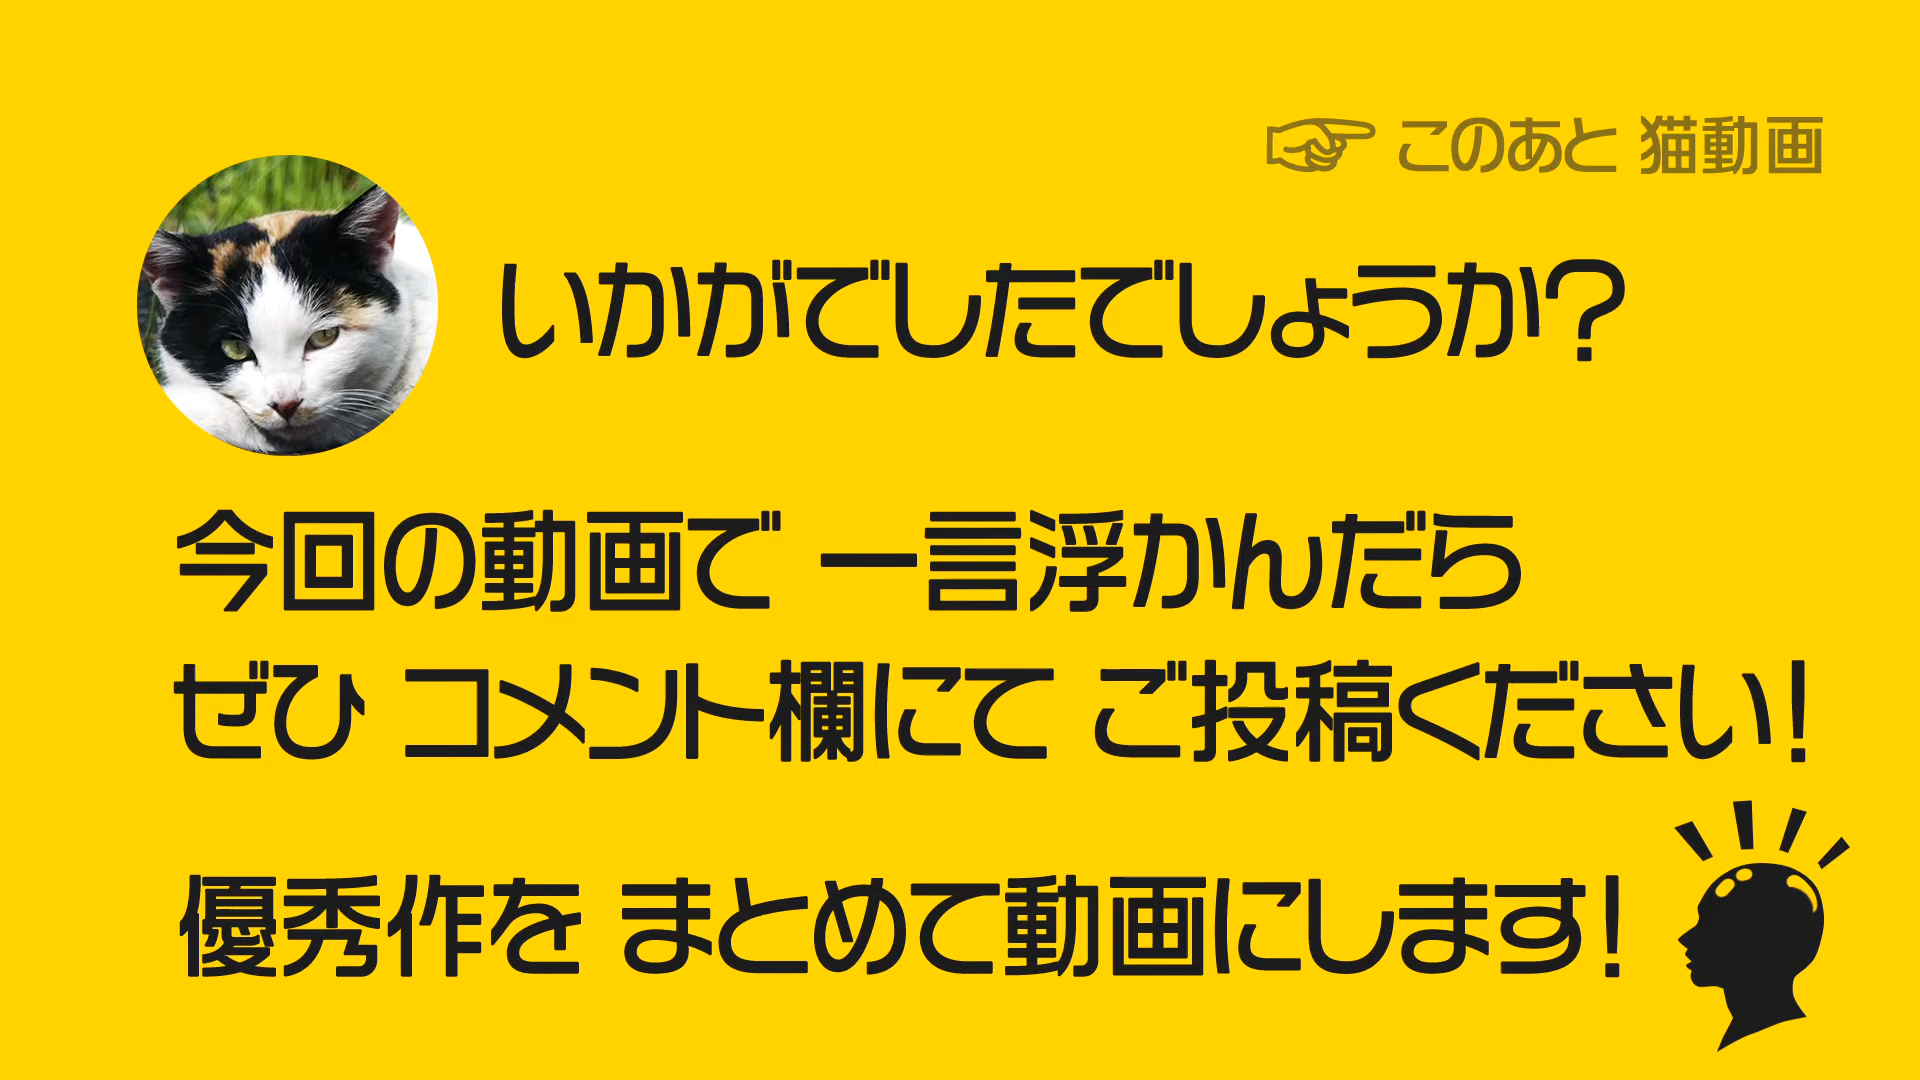 ☞ このあと 猫動画
いかがでしたでしょうか?
今回の動画で 一言浮かんだら
ぜひ コメント欄にて ご投稿ください!
優秀作を まとめて動画にします!